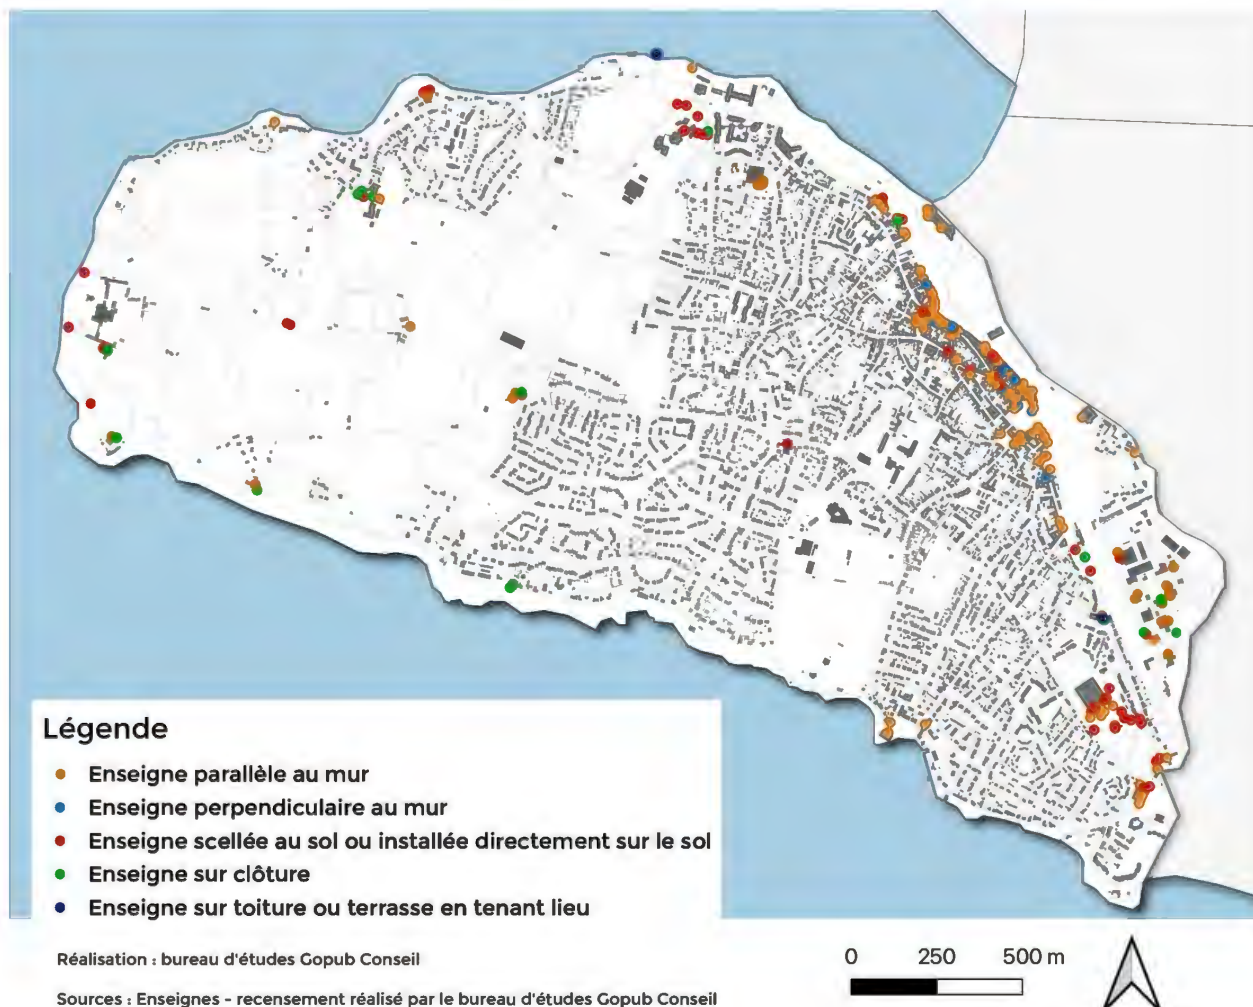 Légende
Enseigne parallèle au mur
Enseigne perpendiculaire au mur
Enseigne scellée au sol ou installée directement sur le sol
Enseigne sur clôture
Enseigne sur toiture ou terrasse en tenant lieu
Réalisation : bureau d'études Gopub Conseil
0 250 500 m
Sources : Enseignes - recensement réalisé par le bureau d'études Gopub Conseil